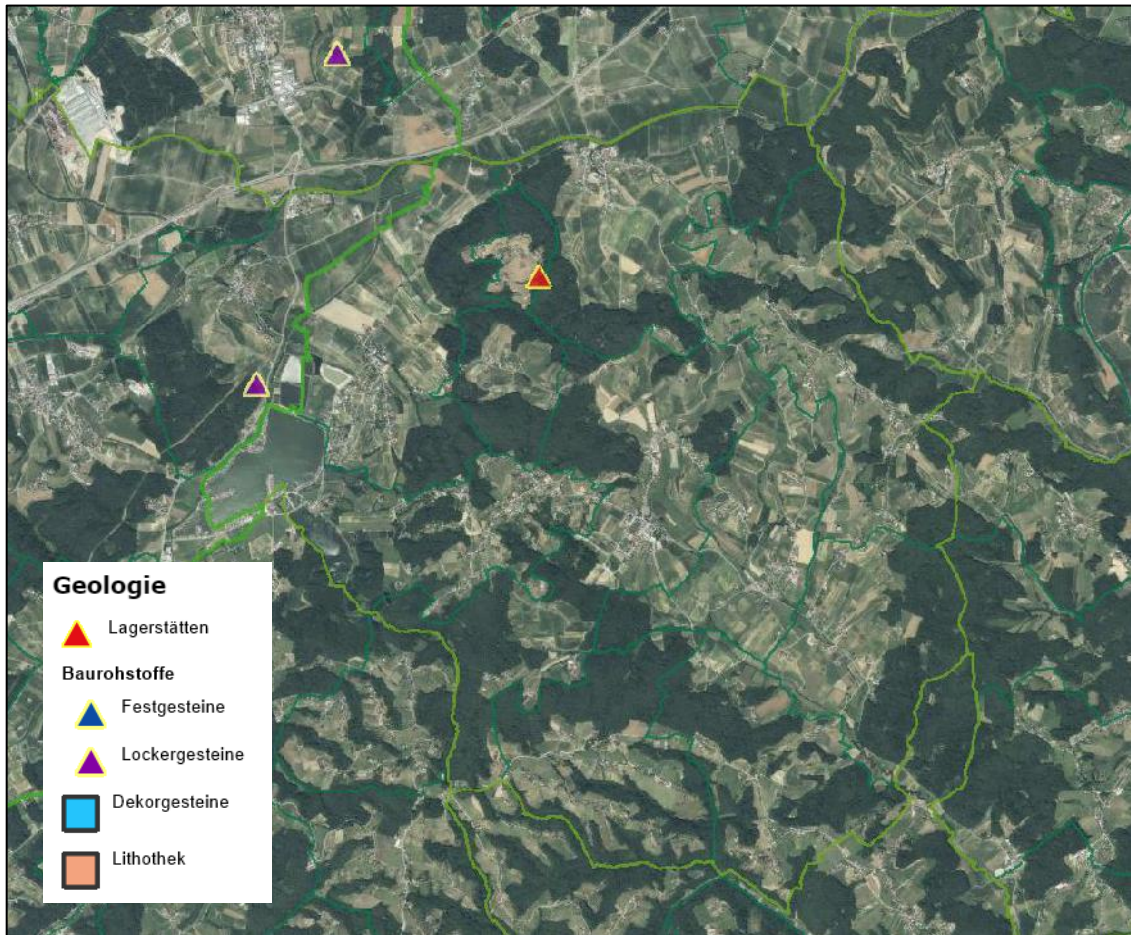 Geologie
Lagerstätten
Baurohstoffe
Festgesteine
Lockergesteine
Dekorgesteine
Lithothek